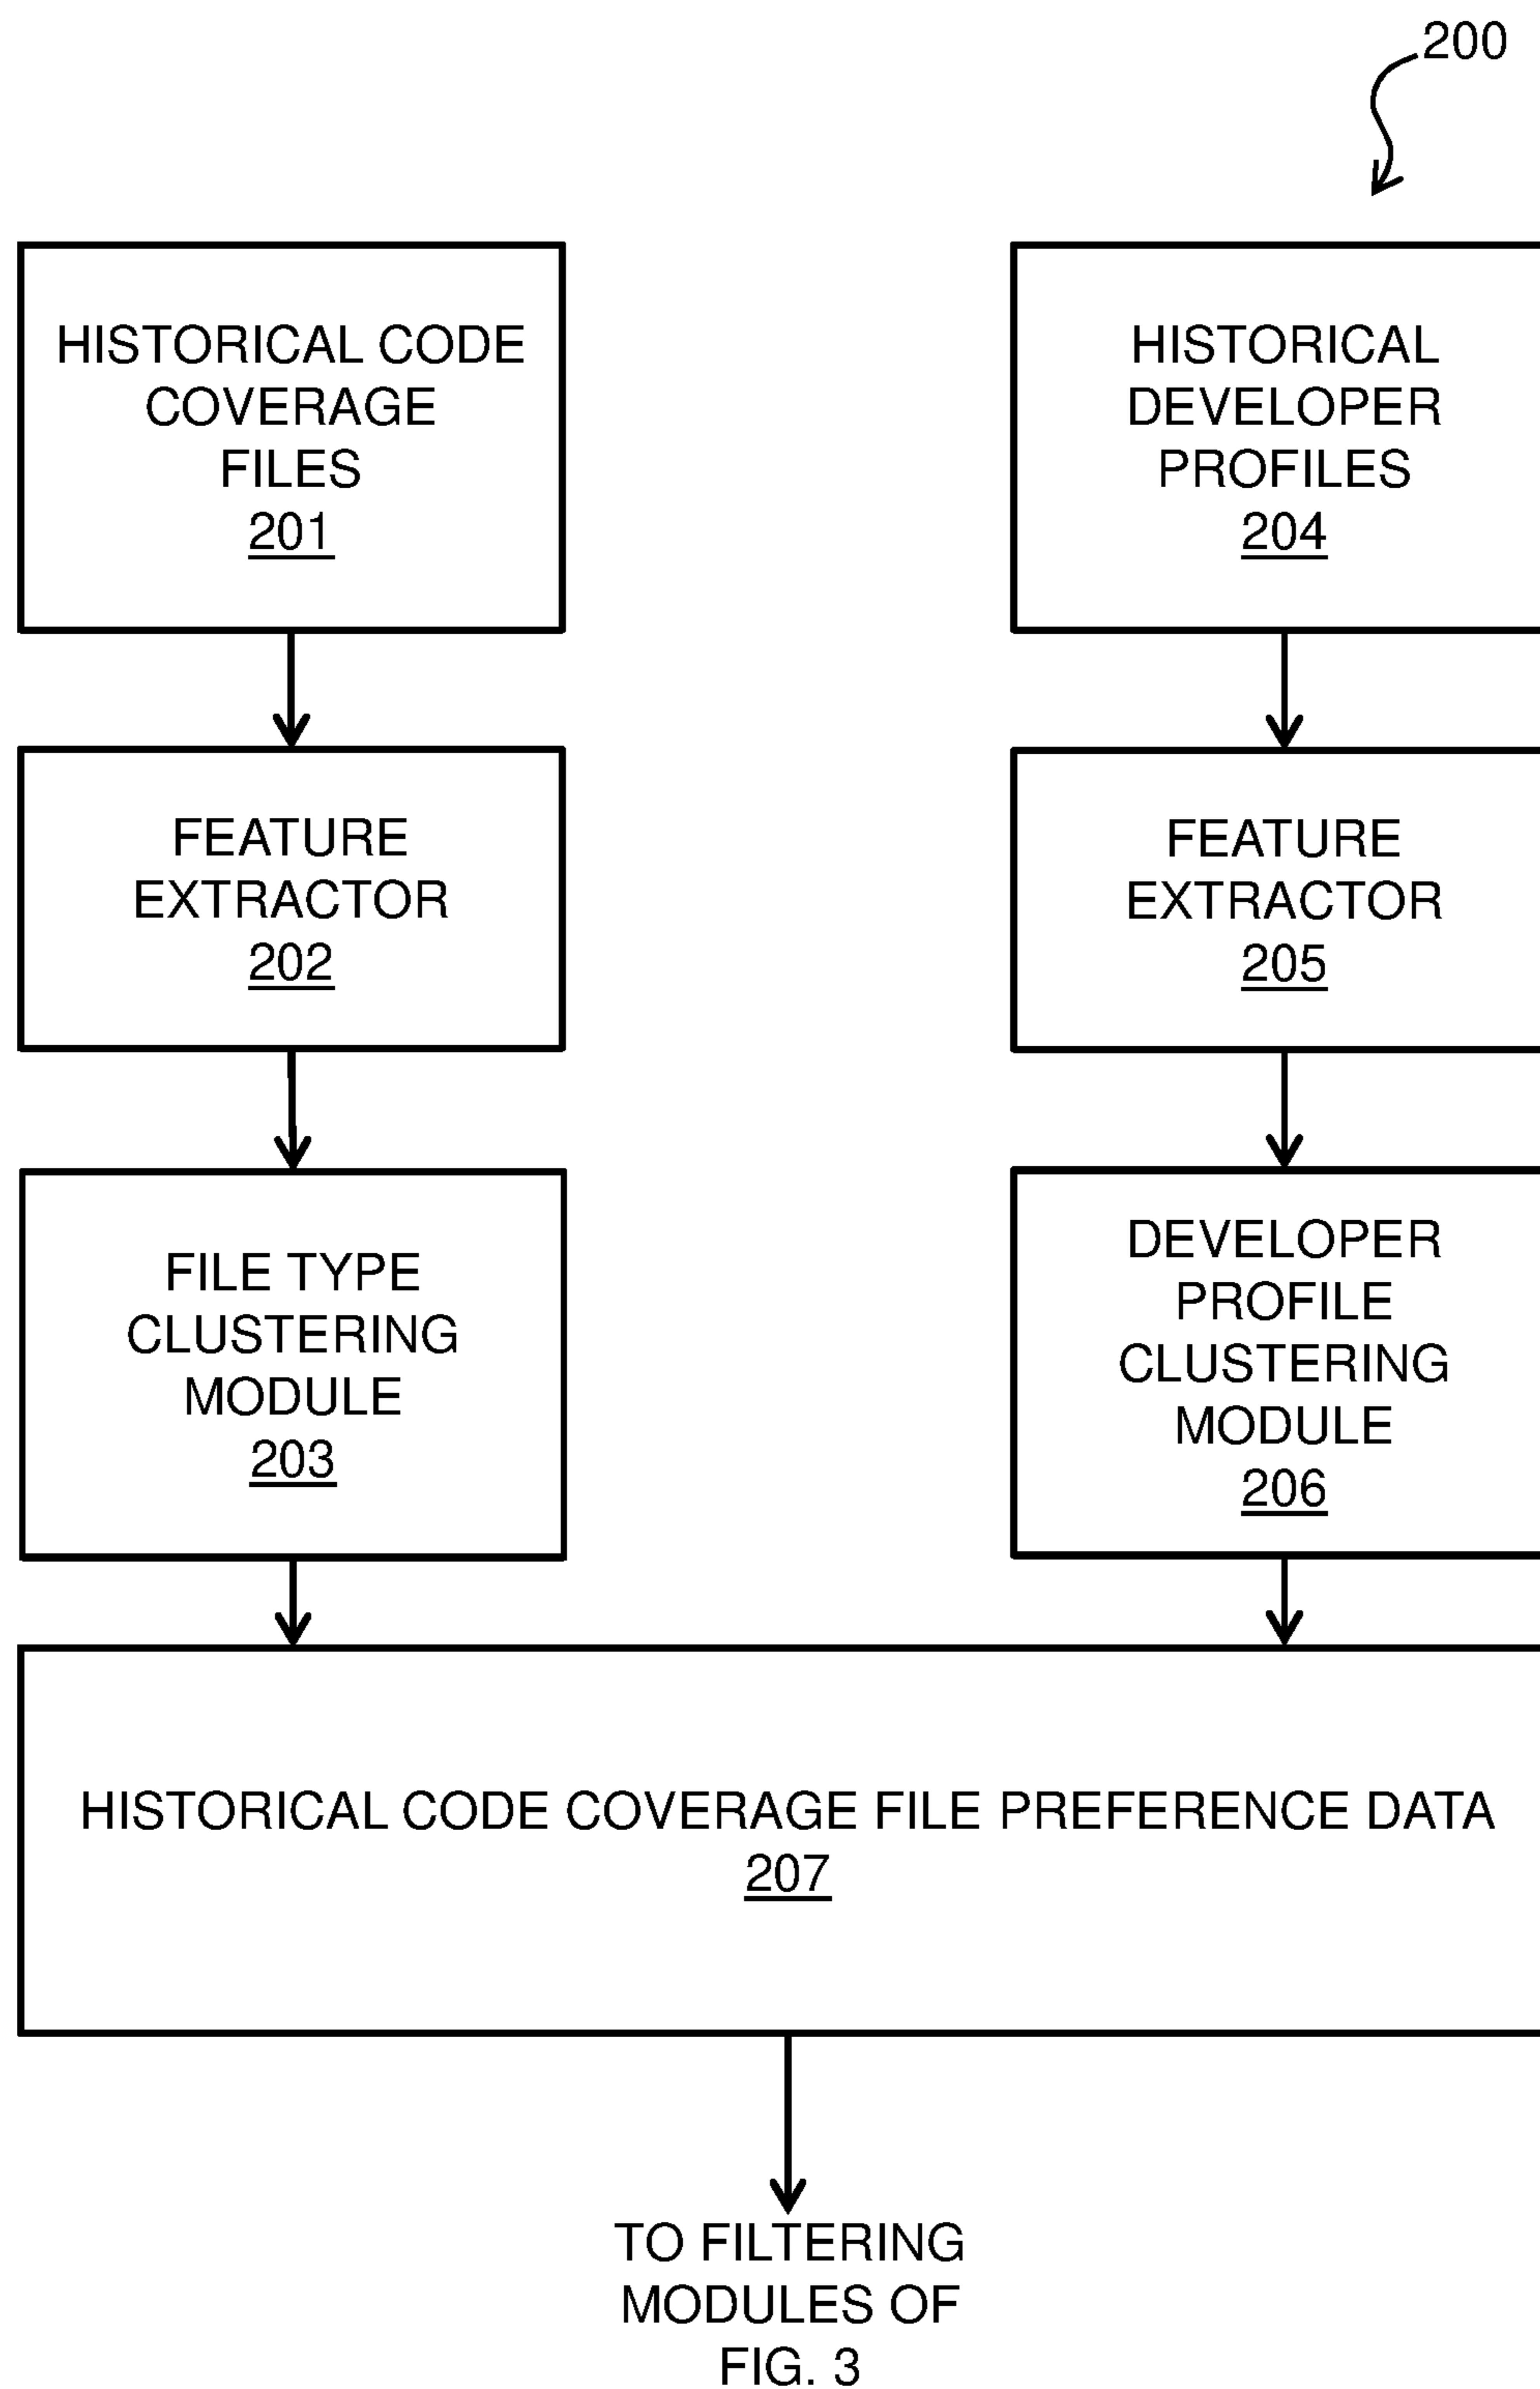 200
HISTORICAL CODE
COVERAGE
FILES
201
HISTORICAL
DEVELOPER
PROFILES
204
FEATURE
EXTRACTOR
202
FEATURE
EXTRACTOR
205
FILE TYPE
CLUSTERING
MODULE
203
DEVELOPER
PROFILE
CLUSTERING
MODULE
206
HISTORICAL CODE COVERAGE FILE PREFERENCE DATA
207
TO FILTERING
MODULES OF
FIG. 3